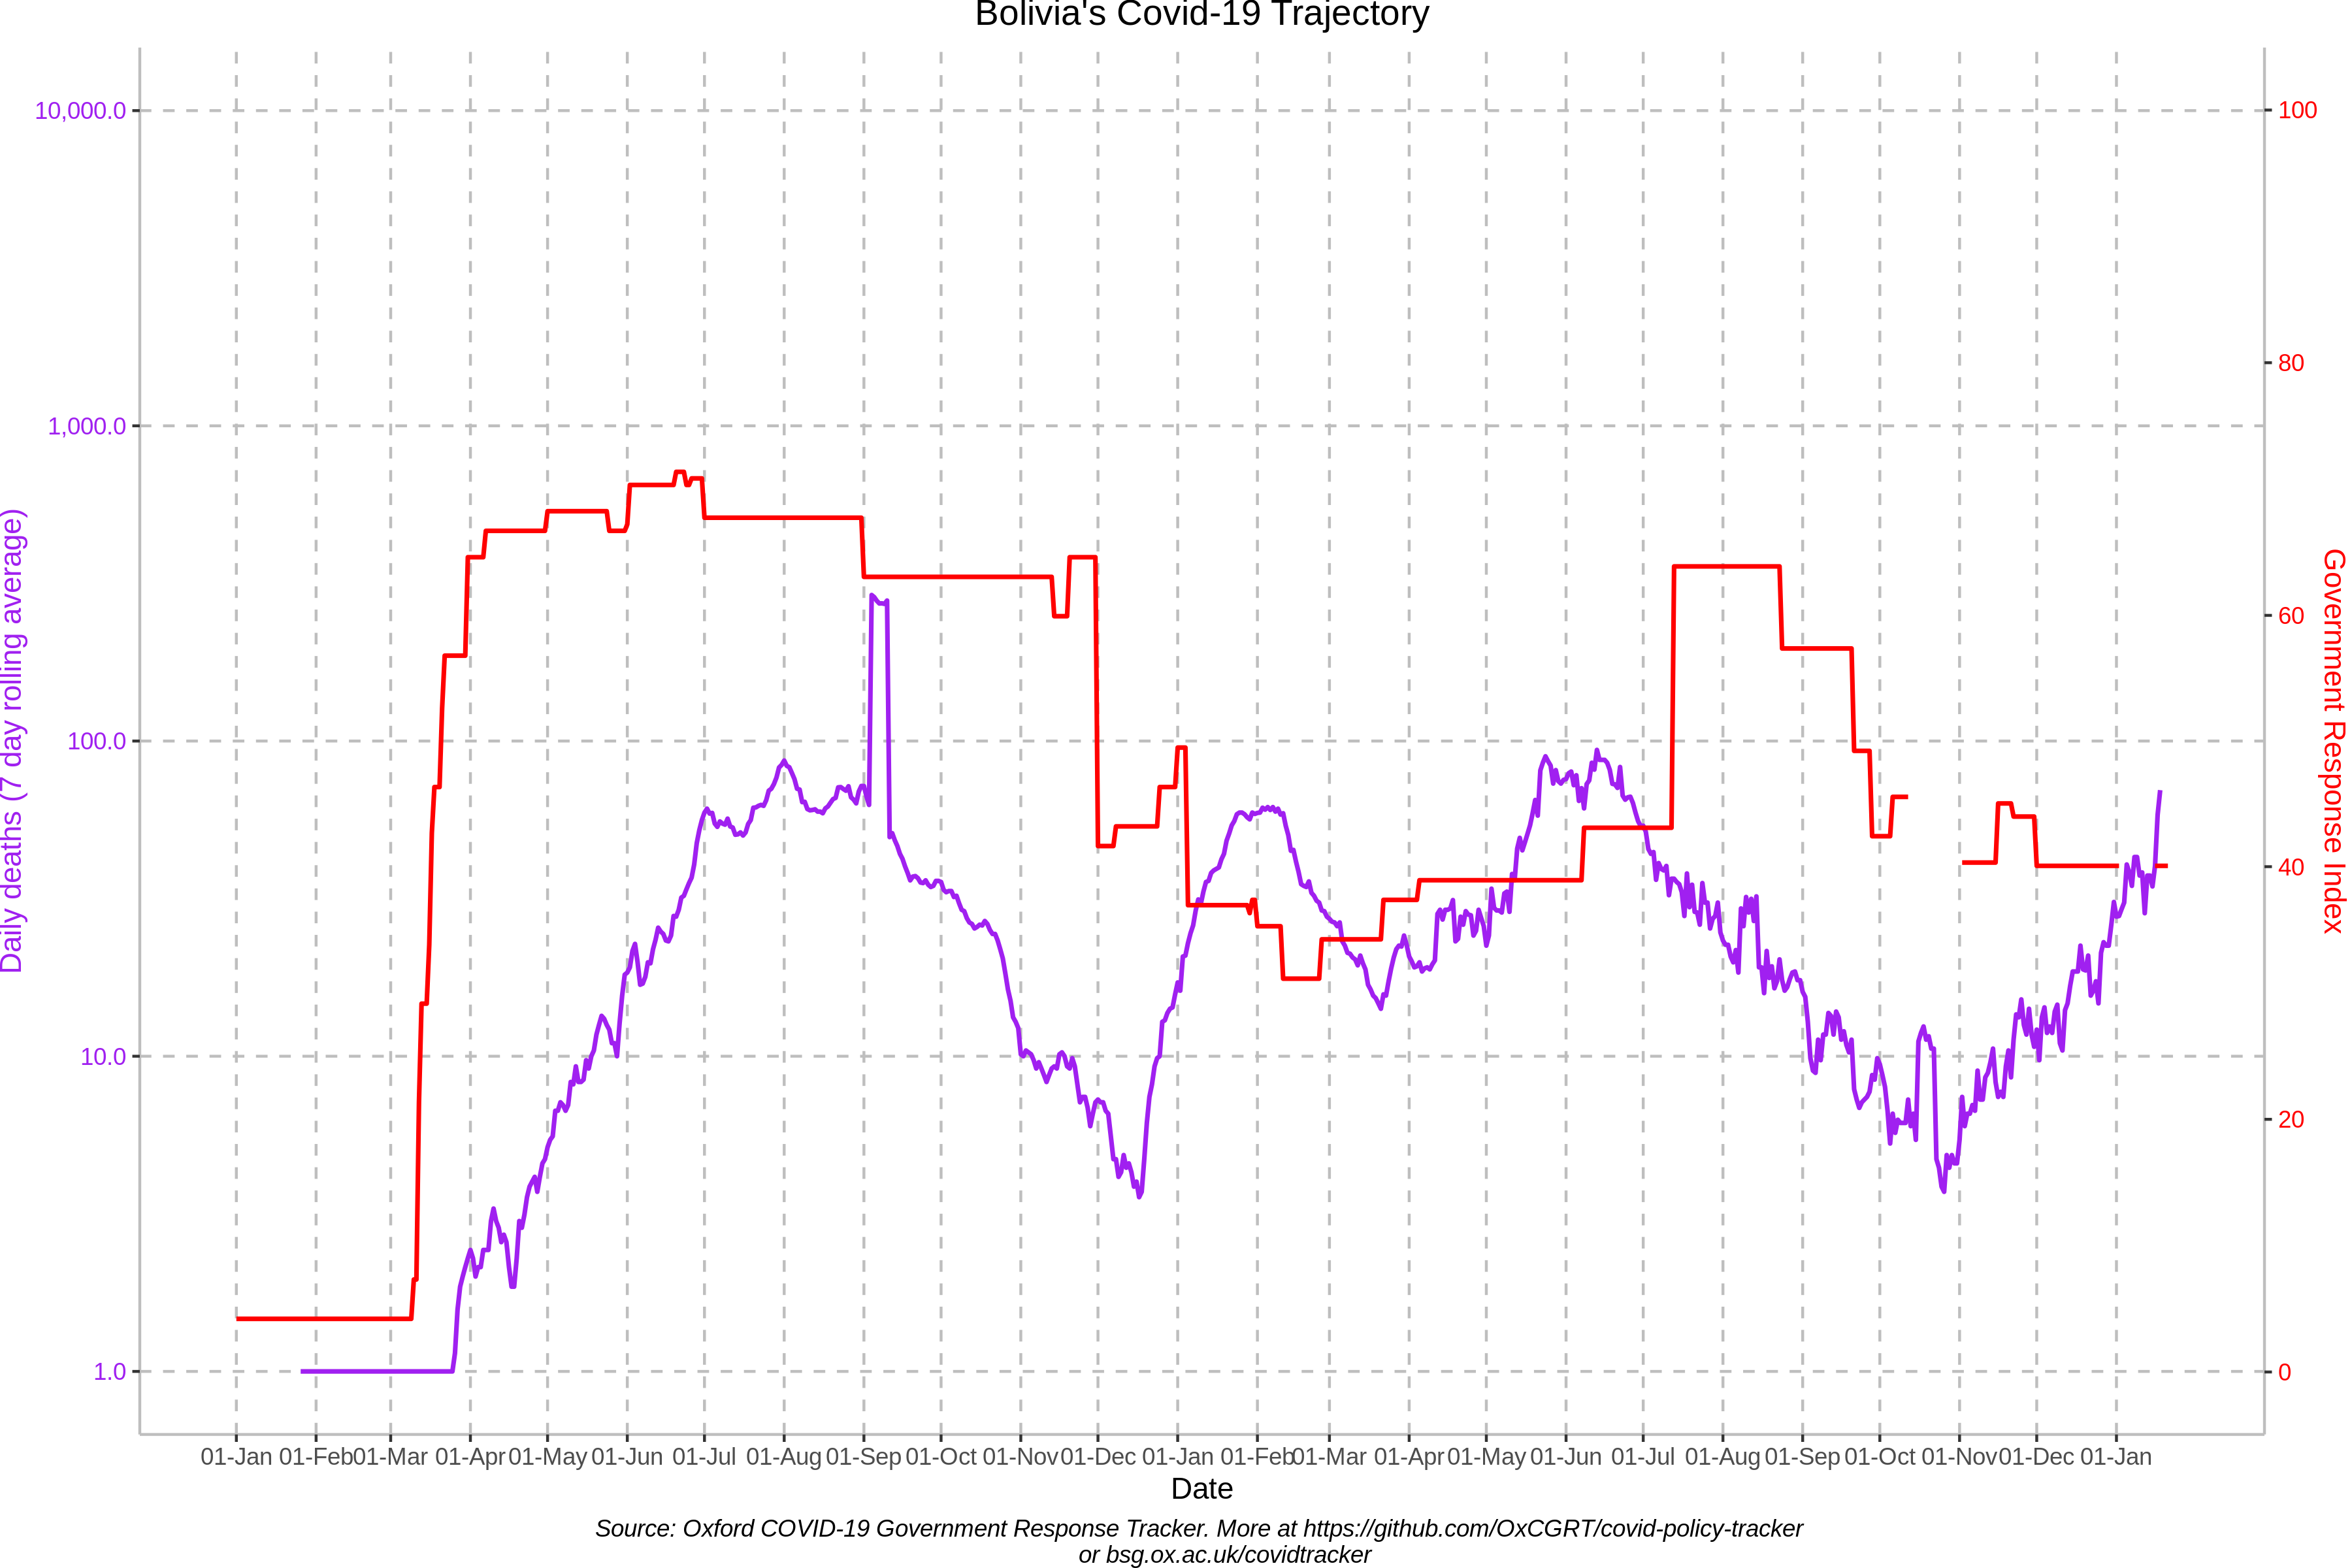 Bolivia's Covid-19 Trajectory
10,000.0
1,000.0
100.0
10.0
1.0
Daily deaths (7 day rolling average)
100
80
60
40
20
0
Government Response Index
01-Jan 01-Feb 01-Mar 01-Apr 01-May 01-Jun 01-Jul 01-Aug 01-Sep 01-Oct 01-Nov 01-Dec 01-Jan 01-Feb 01-Mar 01-Apr 01-May 01-Jun 01-Jul 01-Aug 01-Sep 01-Oct 01-Nov 01-Dec 01-Jan
Date
Source: Oxford COVID-19 Government Response Tracker. More at https://github.com/OxCGRT/covid-policy-tracker
or bsg.ox.ac.uk/covidtracker